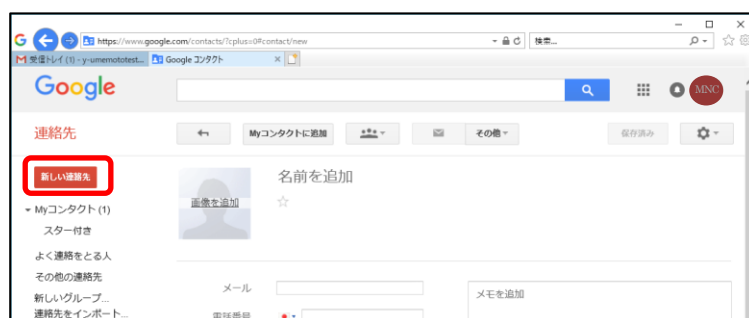 https://www.google.com/contacts/?cplus=0#contact/new
検索...
受信トレイ (1) - y-umemototest...
Google コンタクト
Google
MNC
連絡先
Myコンタクトに追加
その他
保存済み
新しい連絡先
画像を追加
名前を追加
Myコンタクト (1)
スター付き
よく連絡をとる人
その他の連絡先
新しいグループ...
連絡先をインポート...
メール
メモを追加
電話番号